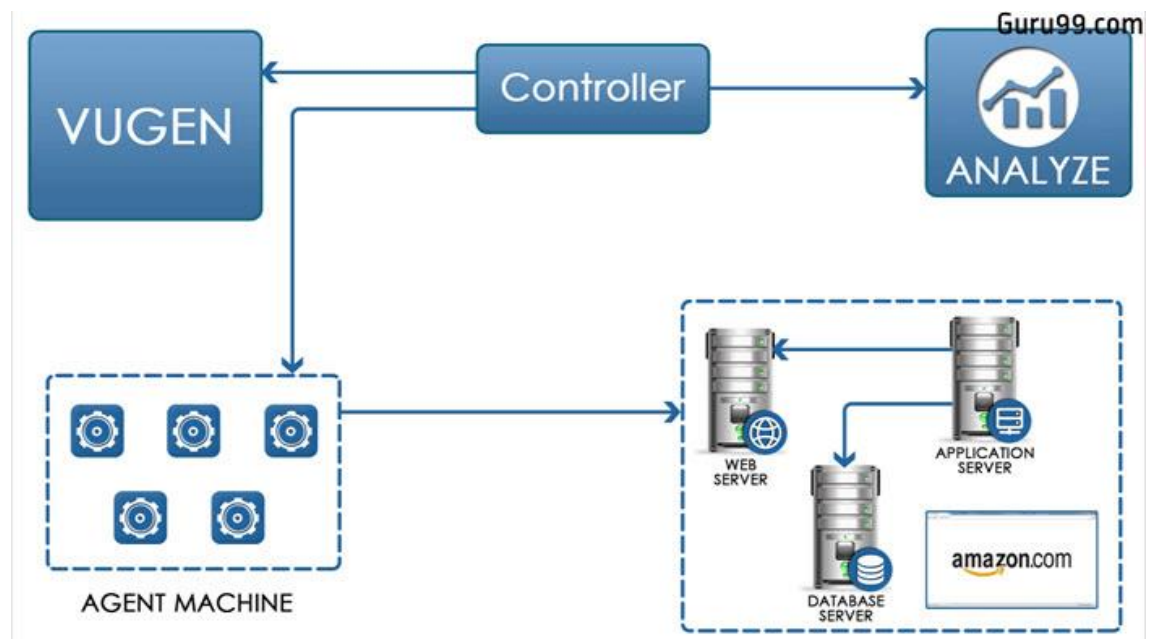 Guru99.com
VUGEN
Controller
ANALYZE
WEB
SERVER
APPLICATION
SERVER
amazon.com
DATABASE
SERVER
AGENT MACHINE